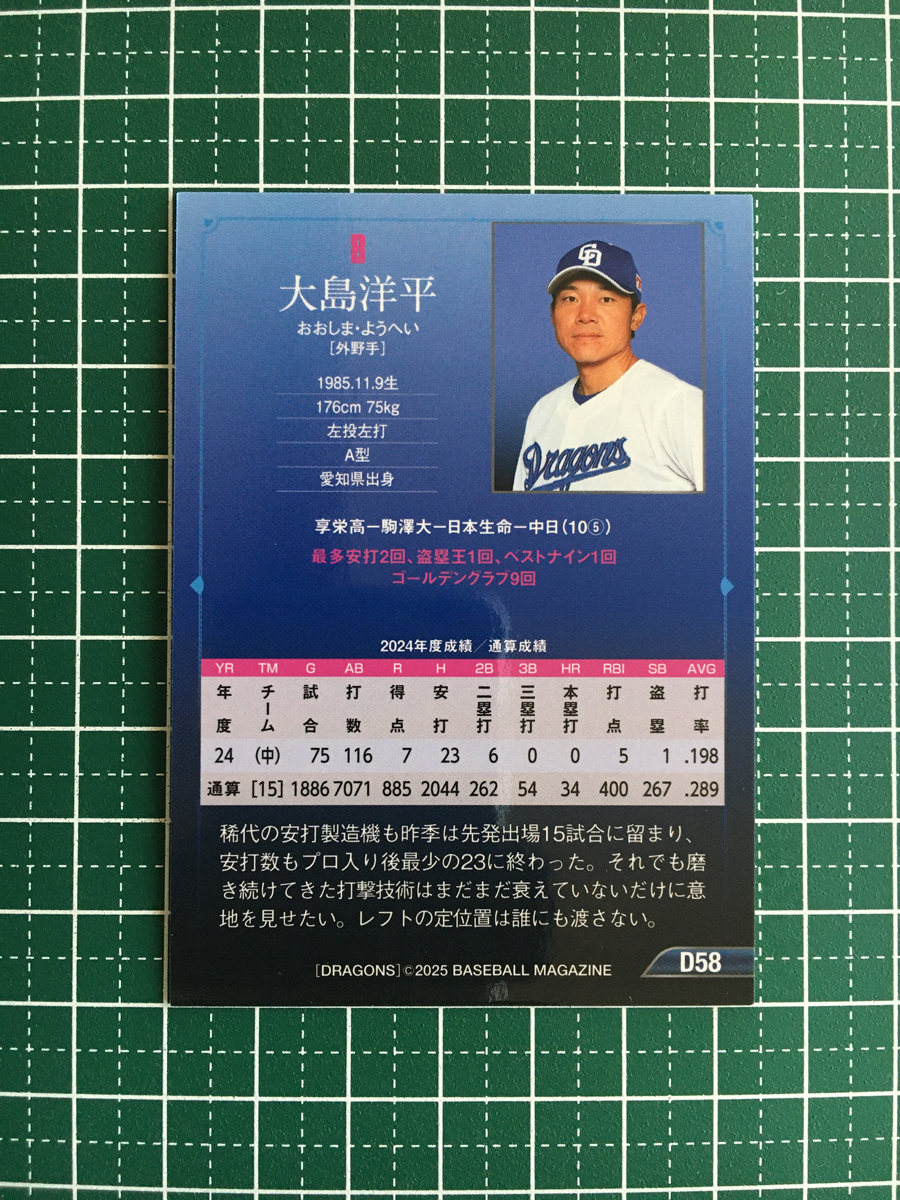 大島洋平
おおしま・ようへい
[外野手]
1985.11.9生
176cm 75kg
左投左打
A型
愛知県出身
CD
Dragons
享栄高ー駒澤大ー日本生命ー中日(10⑤)
最多安打2回、盗塁王1回、ベストナイン1回
ゴールデングラブ9回
2024年度成績／通算成績
YR TM G AB R H 2B 3B HR RBI SB AVG
年度 チーム 試合 打数 得点 安打 二塁打 三塁打 本塁打 打点 盗塁 打率
24 (中) 75 116 7 23 6 0 0 5 1 .198
通算 [15] 1886 7071 885 2044 262 54 34 400 267 .289
稀代の安打製造機も昨季は先発出場15試合に留まり、
安打数もプロ入り後最少の23に終わった。それでも磨
き続けてきた打撃技術はまだまだ衰えていないだけに意
地を見せたい。レフトの定位置は誰にも渡さない。
[DRAGONS]©2025 BASEBALL MAGAZINE
D58